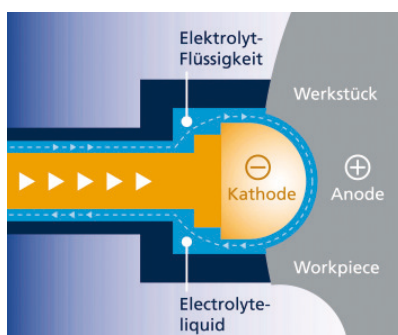 Elektrolyt-
Flüssigkeit
Werkstück
Kathode
Anode
Workpiece
Electrolyte-
liquid